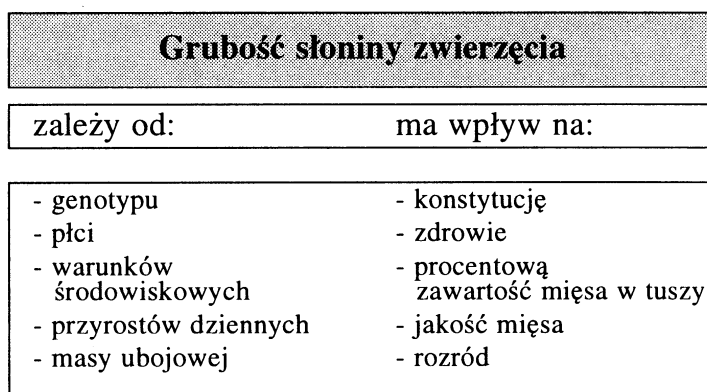 Grubość słoniny zwierzęcia
zależy od: ma wpływ na:
- genotypu
- płci
- warunków
środowiskowych
- przyrostów dziennych
- masy ubojowej
- konstytucję
- zdrowie
- procentową
zawartość mięsa w tuszy
- jakość mięsa
- rozród